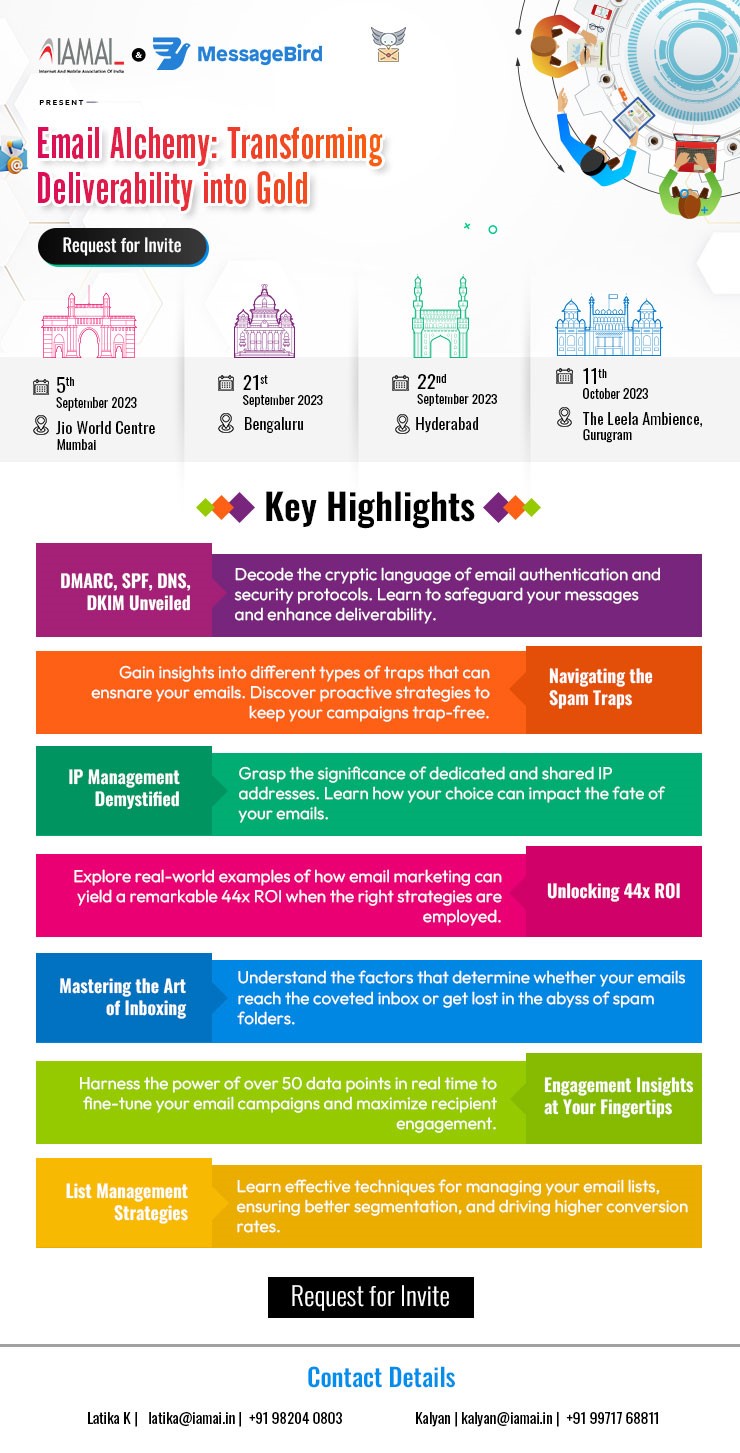 IAMAI
Internet And Mobile Association Of India
&
MessageBird
PRESENT
Email Alchemy: Transforming
Deliverability into Gold
Request for Invite
5th
September 2023
Jio World Centre
Mumbai
21st
September 2023
Bengaluru
22nd
September 2023
Hyderabad
11th
October 2023
The Leela Ambience,
Gurugram
Key Highlights
DMARC, SPF, DNS,
DKIM Unveiled
Decode the cryptic language of email authentication and
security protocols. Learn to safeguard your messages
and enhance deliverability.
Gain insights into different types of traps that can
ensnare your emails. Discover proactive strategies to
keep your campaigns trap-free.
Navigating the
Spam Traps
IP Management
Demystified
Grasp the significance of dedicated and shared IP
addresses. Learn how your choice can impact the fate of
your emails.
Explore real-world examples of how email marketing can
yield a remarkable 44x ROI when the right strategies are
employed.
Unlocking 44x ROI
Mastering the Art
of Inboxing
Understand the factors that determine whether your emails
reach the coveted inbox or get lost in the abyss of spam
folders.
Harness the power of over 50 data points in real time to
fine-tune your email campaigns and maximize recipient
engagement.
Engagement Insights
at Your Fingertips
List Management
Strategies
Learn effective techniques for managing your email lists,
ensuring better segmentation, and driving higher conversion
rates.
Request for Invite
Contact Details
Latika K | latika@iamai.in | +91 98204 0803
Kalyan | kalyan@iamai.in | +91 99717 68811